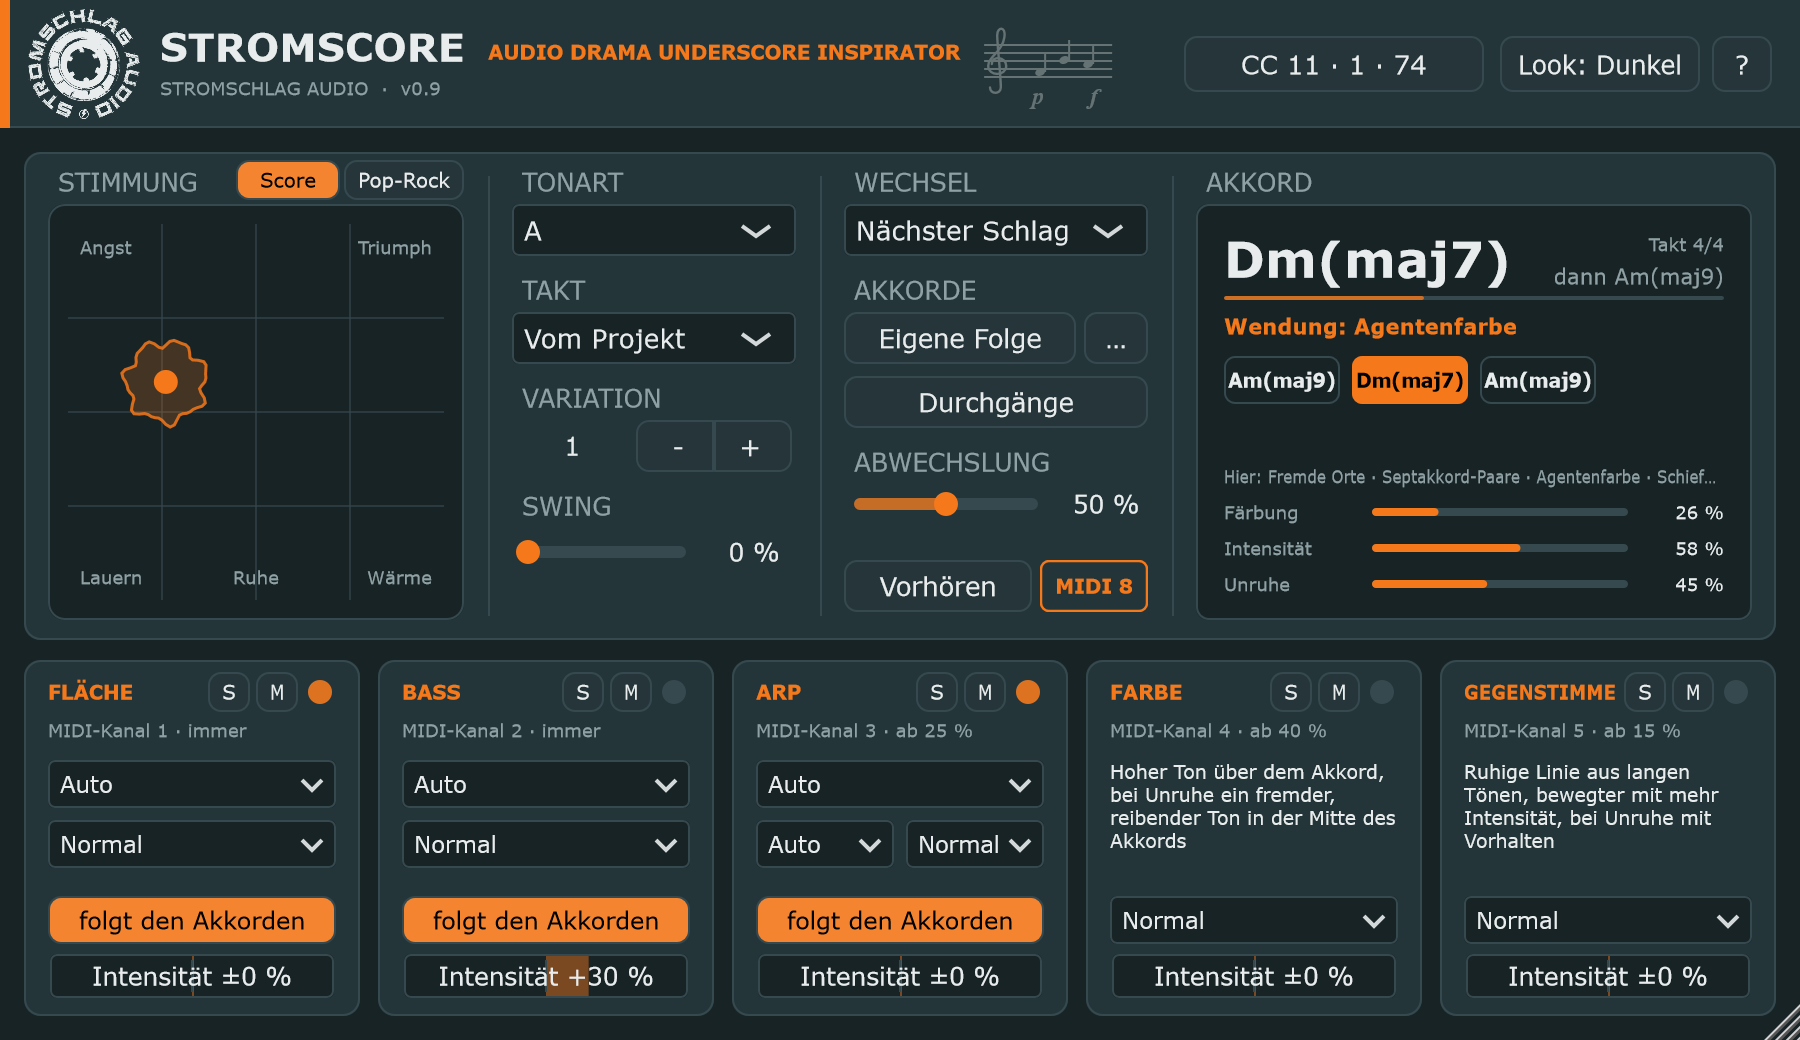 STROMSCHLAG AUDIO
STROMSCORE
AUDIO DRAMA UNDERSCORE INSPIRATOR
STROMSCHLAG AUDIO · v0.9
p f
CC 11 · 1 · 74
Look: Dunkel
?
STIMMUNG
Score
Pop-Rock
Angst
Triumph
Lauern
Ruhe
Wärme
TONART
A
TAKT
Vom Projekt
VARIATION
1
-
+
SWING
0 %
WECHSEL
Nächster Schlag
AKKORDE
Eigene Folge
...
Durchgänge
ABWECHSLUNG
50 %
Vorhören
MIDI 8
AKKORD
Dm(maj7)
Takt 4/4
dann Am(maj9)
Wendung: Agentenfarbe
Am(maj9)
Dm(maj7)
Am(maj9)
Hier: Fremde Orte · Septakkord-Paare · Agentenfarbe · Schief...
Färbung
26 %
Intensität
58 %
Unruhe
45 %
FLÄCHE
S
M
MIDI-Kanal 1 · immer
Auto
Normal
folgt den Akkorden
Intensität ±0 %
BASS
S
M
MIDI-Kanal 2 · immer
Auto
Normal
folgt den Akkorden
Intensität +30 %
ARP
S
M
MIDI-Kanal 3 · ab 25 %
Auto
Auto
Normal
folgt den Akkorden
Intensität ±0 %
FARBE
S
M
MIDI-Kanal 4 · ab 40 %
Hoher Ton über dem Akkord,
bei Unruhe ein fremder,
reibender Ton in der Mitte des
Akkords
Normal
Intensität ±0 %
GEGENSTIMME
S
M
MIDI-Kanal 5 · ab 15 %
Ruhige Linie aus langen
Tönen, bewegter mit mehr
Intensität, bei Unruhe mit
Vorhalten
Normal
Intensität ±0 %